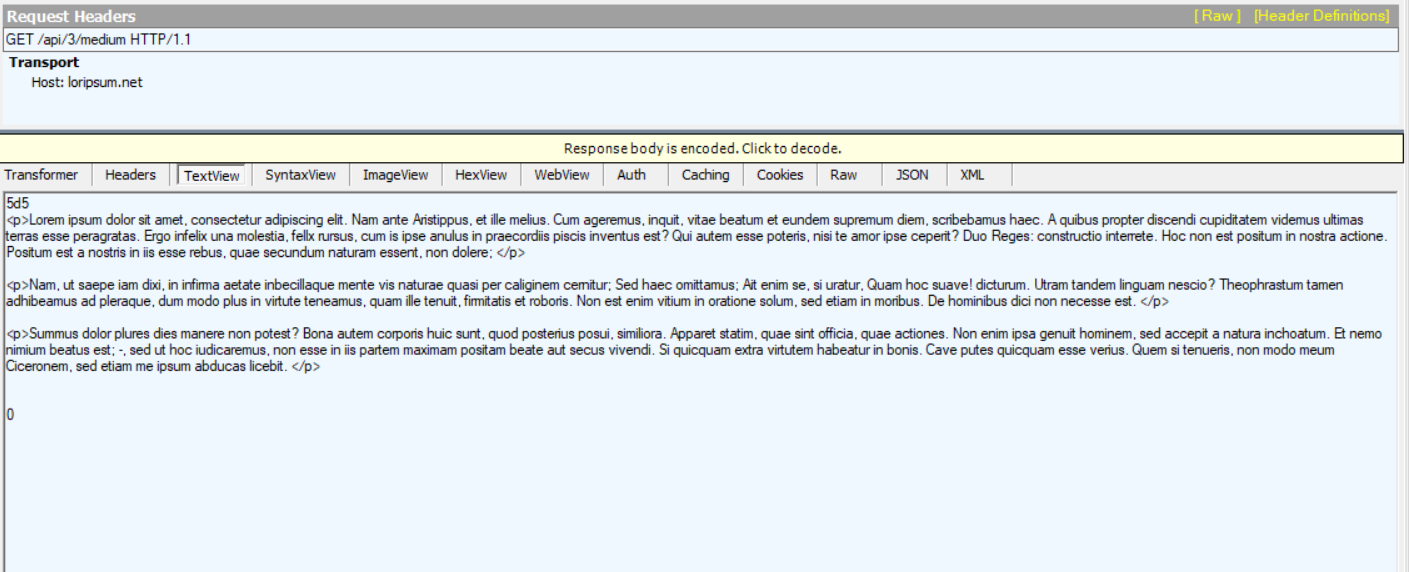 Request Headers [ Raw ] [Header Definitions]
GET /api/3/medium HTTP/1.1
Transport
Host: loripsum.net
Response body is encoded. Click to decode.
Transformer Headers TextView SyntaxView ImageView HexView WebView Auth Caching Cookies Raw JSON XML
5d5
<p>Lorem ipsum dolor sit amet, consectetur adipiscing elit. Nam ante Aristippus, et ille melius. Cum ageremus, inquit, vitae beatum et eundem supremum diem, scribebamus haec. A quibus propter discendi cupiditatem videmus ultimas
terras esse peragratas. Ergo infelix una molestia, fellx rursus, cum is ipse anulus in praecordiis piscis inventus est? Qui autem esse poteris, nisi te amor ipse ceperit? Duo Reges: constructio interrete. Hoc non est positum in nostra actione.
Positum est a nostris in iis esse rebus, quae secundum naturam essent, non dolere; </p>
<p>Nam, ut saepe iam dixi, in infirma aetate inbecillaque mente vis naturae quasi per caliginem cernitur; Sed haec omittamus; Ait enim se, si uratur, Quam hoc suave! dicturum. Utram tandem linguam nescio? Theophrastum tamen
adhibeamus ad pleraque, dum modo plus in virtute teneamus, quam ille tenuit, firmitatis et roboris. Non est enim vitium in oratione solum, sed etiam in moribus. De hominibus dici non necesse est. </p>
<p>Summus dolor plures dies manere non potest? Bona autem corporis huic sunt, quod posterius posui, similiora. Apparet statim, quae sint officia, quae actiones. Non enim ipsa genuit hominem, sed accepit a natura inchoatum. Et nemo
nimium beatus est; -, sed ut hoc iudicaremus, non esse in iis partem maximam positam beate aut secus vivendi. Si quicquam extra virtutem habeatur in bonis. Cave putes quicquam esse verius. Quem si tenueris, non modo meum
Ciceronem, sed etiam me ipsum abducas licebit. </p>
0